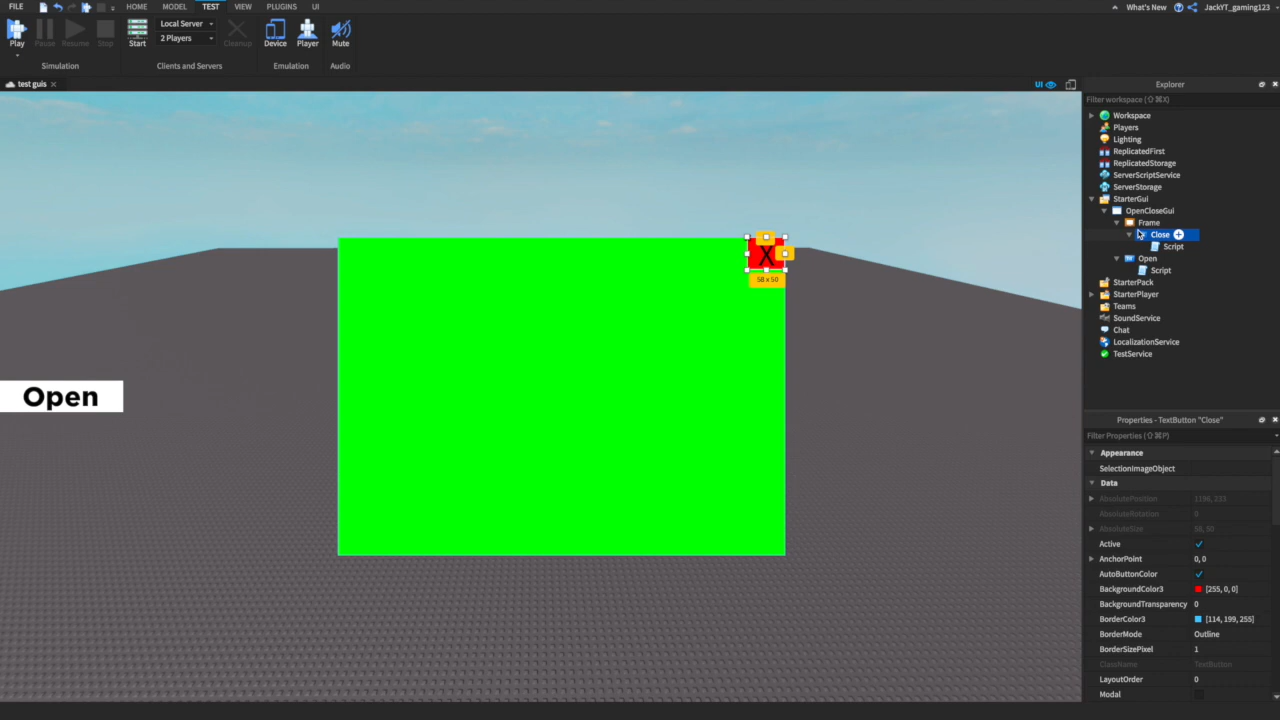 FILE HOME MODEL TEST VIEW PLUGINS UI What's New JackYT_gaming123
Play Pause Resume Stop Start Local Server 2 Players Cleanup Device Player Mute
Simulation Clients and Servers Emulation Audio
test guis UI
Explorer
Filter workspace (⇧⌘X)
Workspace
Players
Lighting
ReplicatedFirst
ReplicatedStorage
ServerScriptService
ServerStorage
StarterGui
OpenCloseGui
Frame
Close
Script
Open
Script
StarterPack
StarterPlayer
Teams
SoundService
Chat
LocalizationService
TestService
X
58 x 50
Open
Properties - TextButton "Close"
Filter Properties (⇧⌘P)
Appearance
SelectionImageObject
Data
AbsolutePosition 1196, 231
AbsoluteRotation 0
AbsoluteSize 58, 50
Active
AnchorPoint 0, 0
AutoButtonColor
BackgroundColor3 [255, 0, 0]
BackgroundTransparency 0
BorderColor3 [114, 199, 255]
BorderMode Outline
BorderSizePixel 1
ClassName TextButton
LayoutOrder 0
Modal